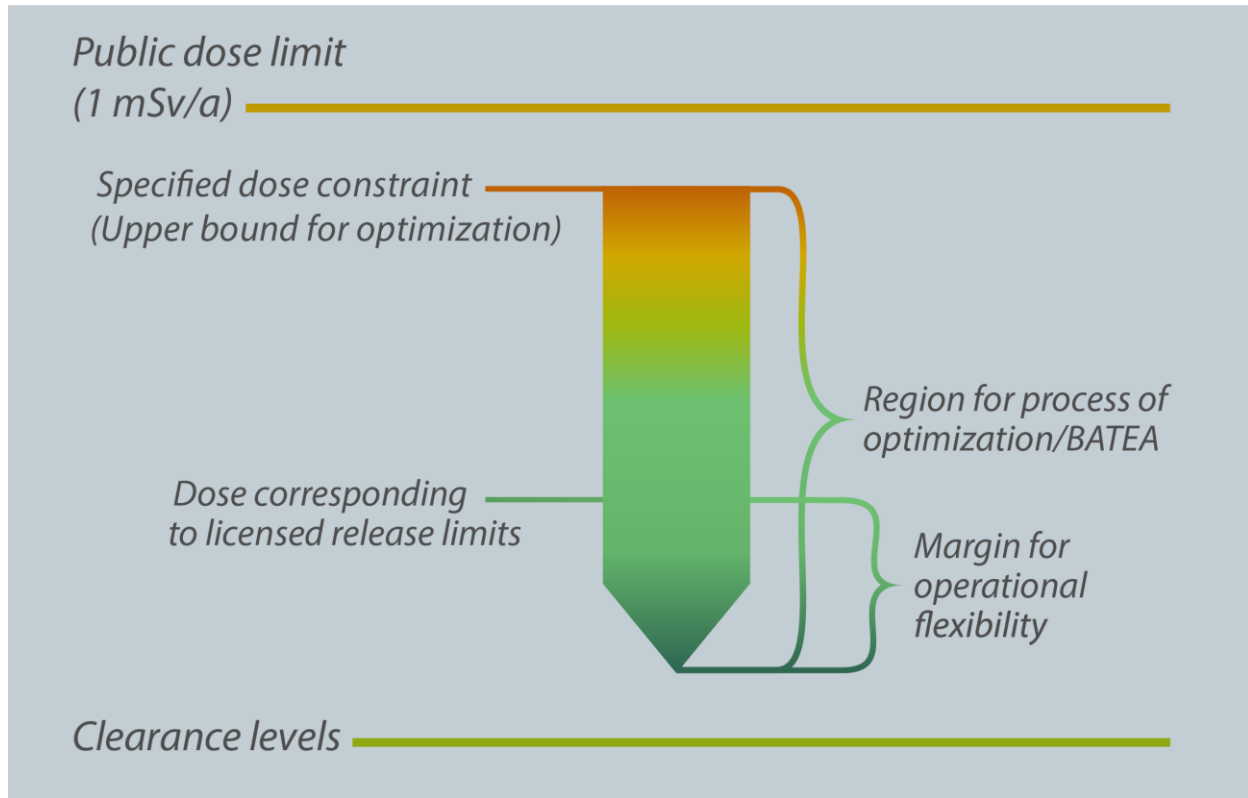 Public dose limit
(1 mSv/a)
Specified dose constraint
(Upper bound for optimization)
Region for process of
optimization/BATEA
Dose corresponding
to licensed release limits
Margin for
operational
flexibility
Clearance levels